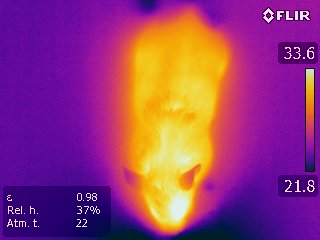 FLIR
33.6
21.8
ε 0.98
Rel. h. 37%
Atm. t. 22